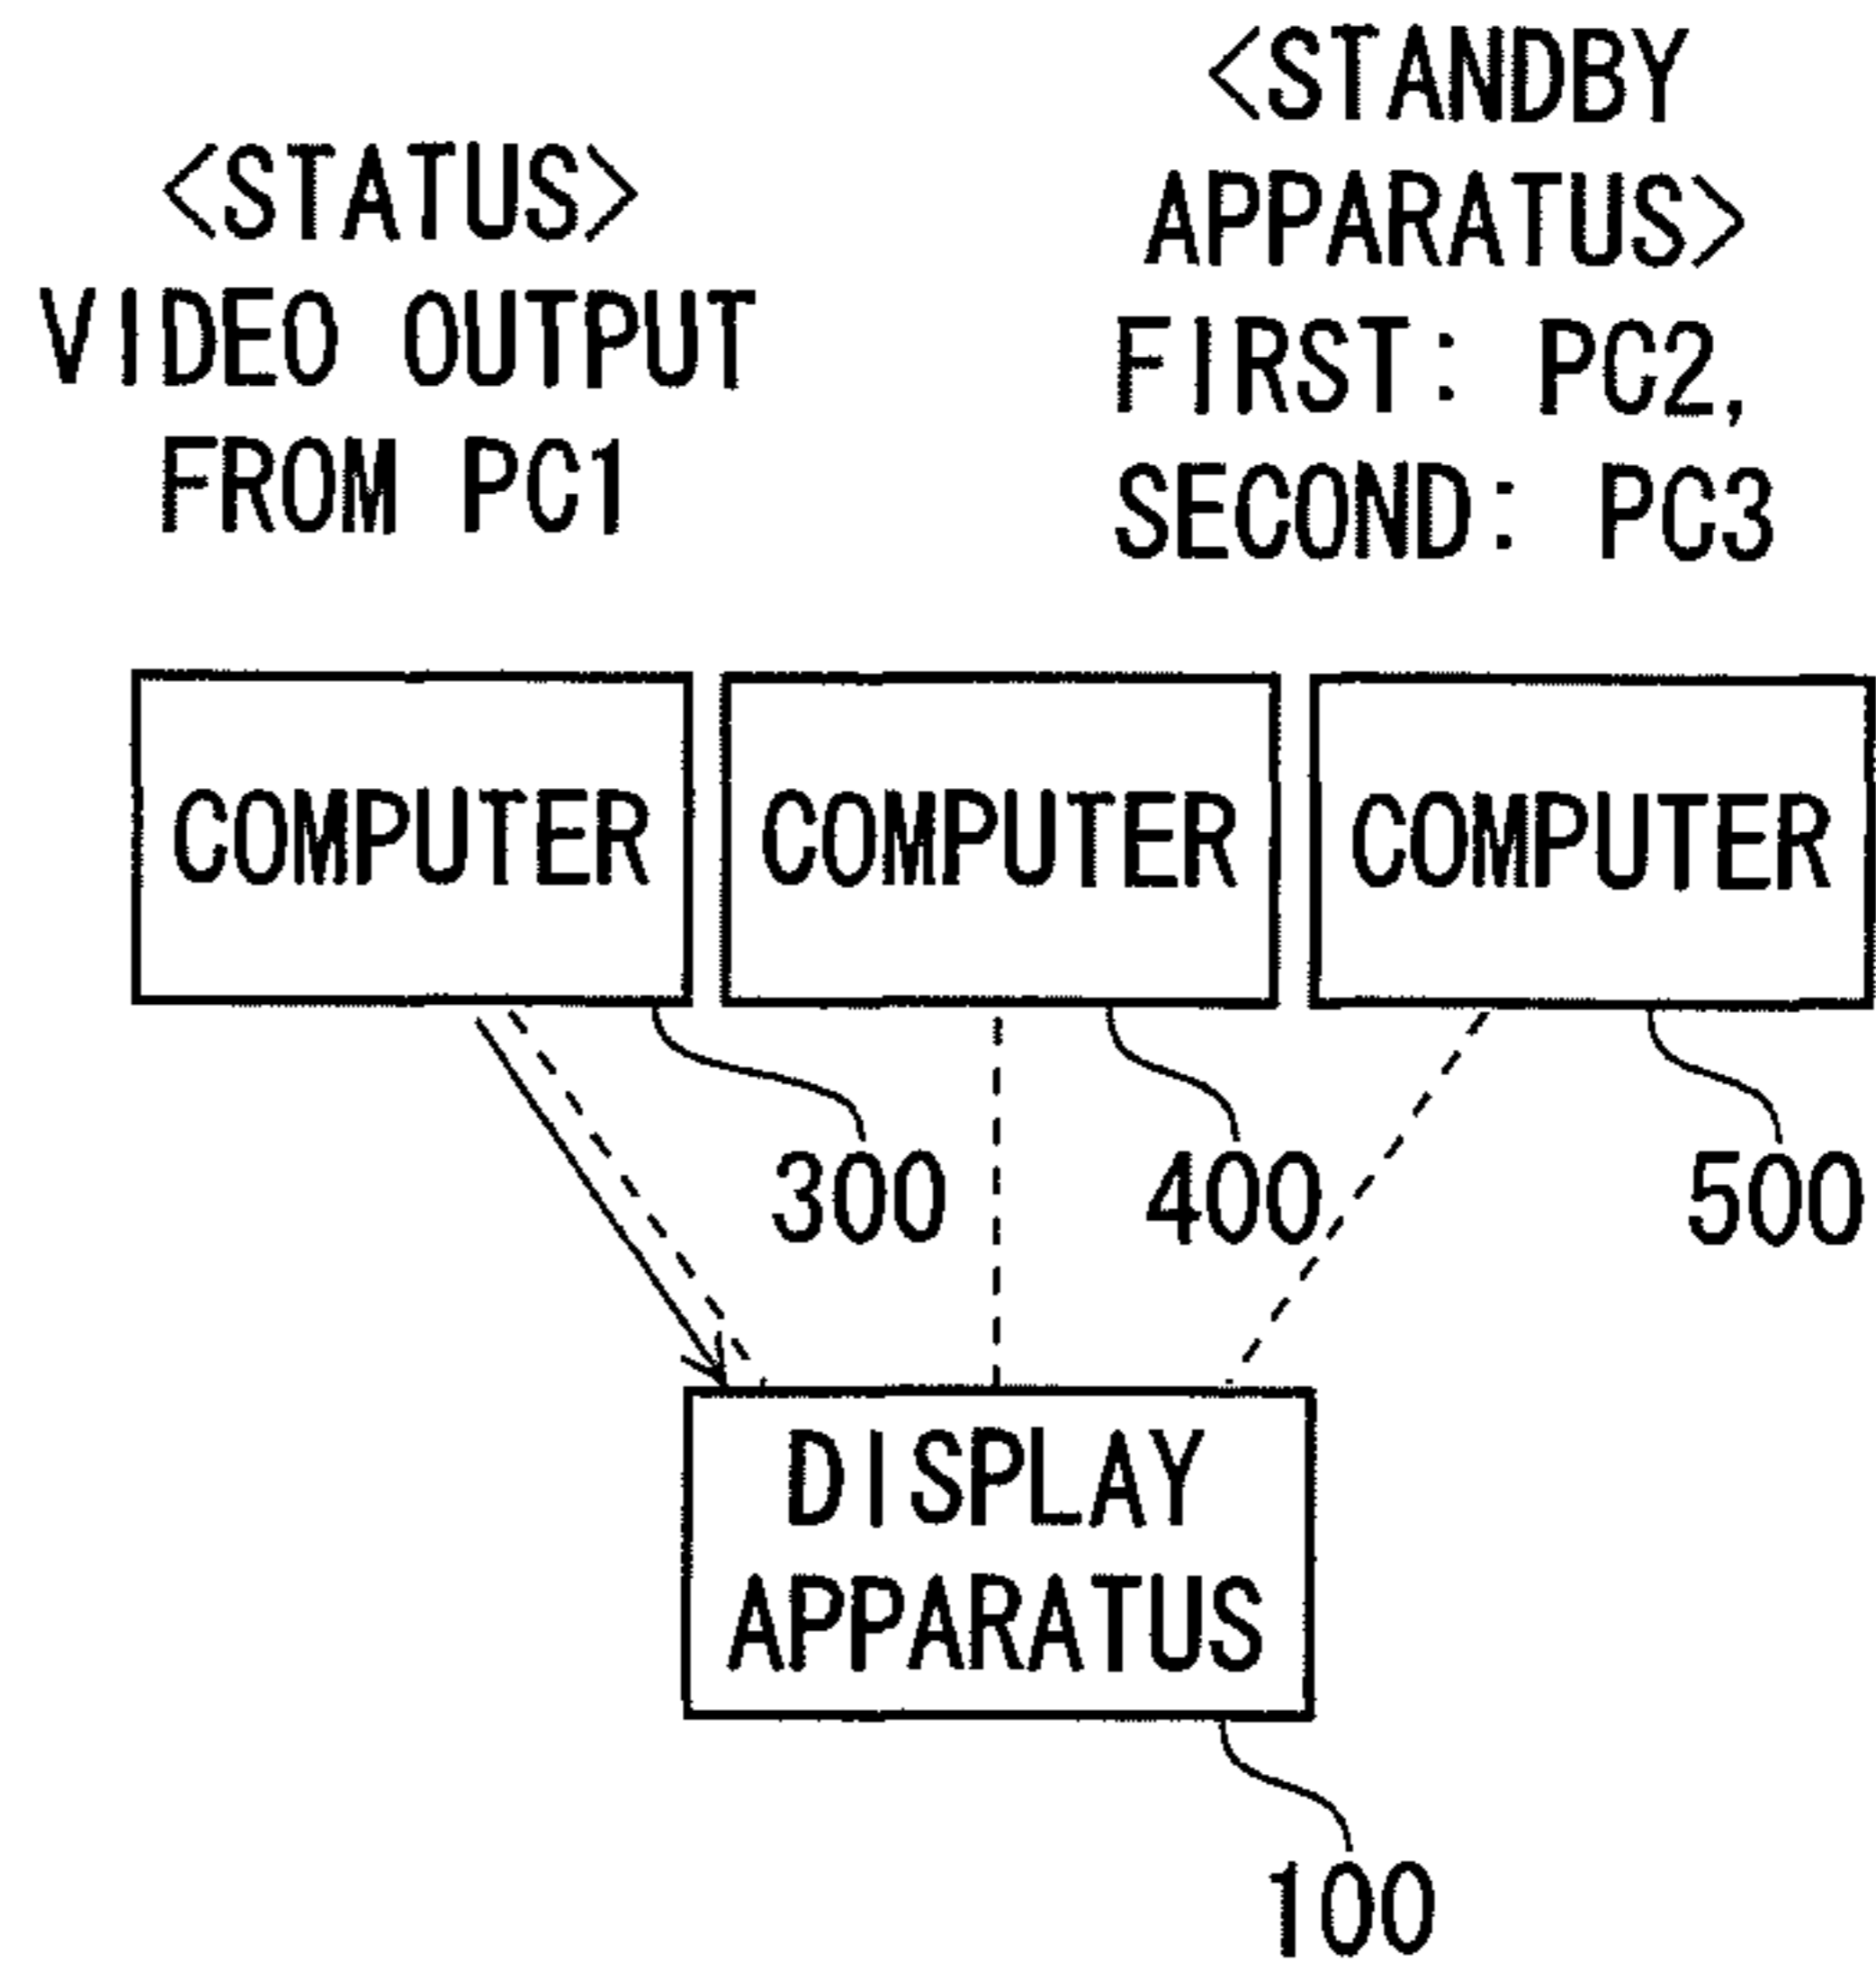 <STATUS>
VIDEO OUTPUT
FROM PC1
<STANDBY
APPARATUS>
FIRST: PC2,
SECOND: PC3
COMPUTER
COMPUTER
COMPUTER
300
400
500
DISPLAY
APPARATUS
100